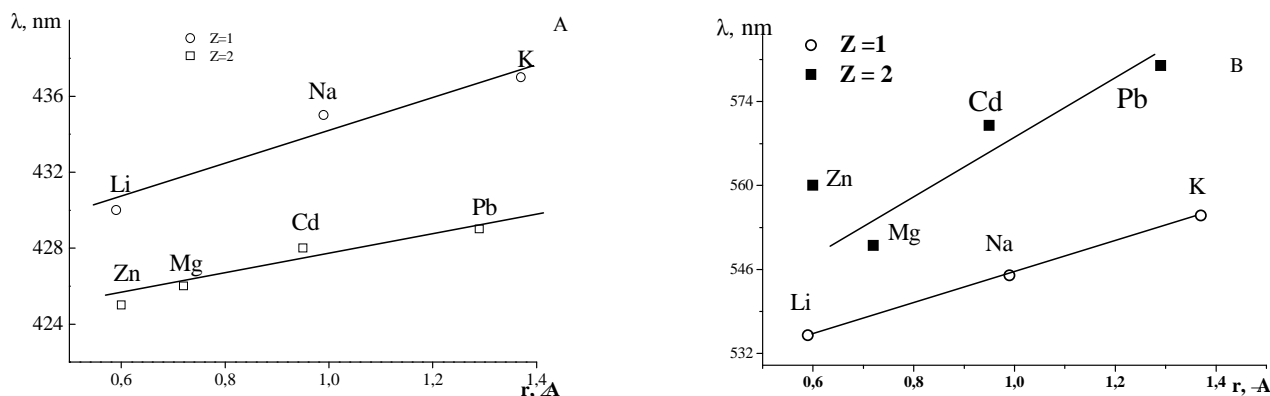 λ, nm
A
Z=1
Z=2
K
Na
436
432
Li
Pb
Cd
428
Zn
Mg
424
0,6
0,8
1,0
1,2
1,4
r, A
λ, nm
Z =1
Z = 2
B
574
Cd
Pb
560
Zn
K
Mg
Na
546
Li
532
0,6
0,8
1,0
1,2
1,4
r, A